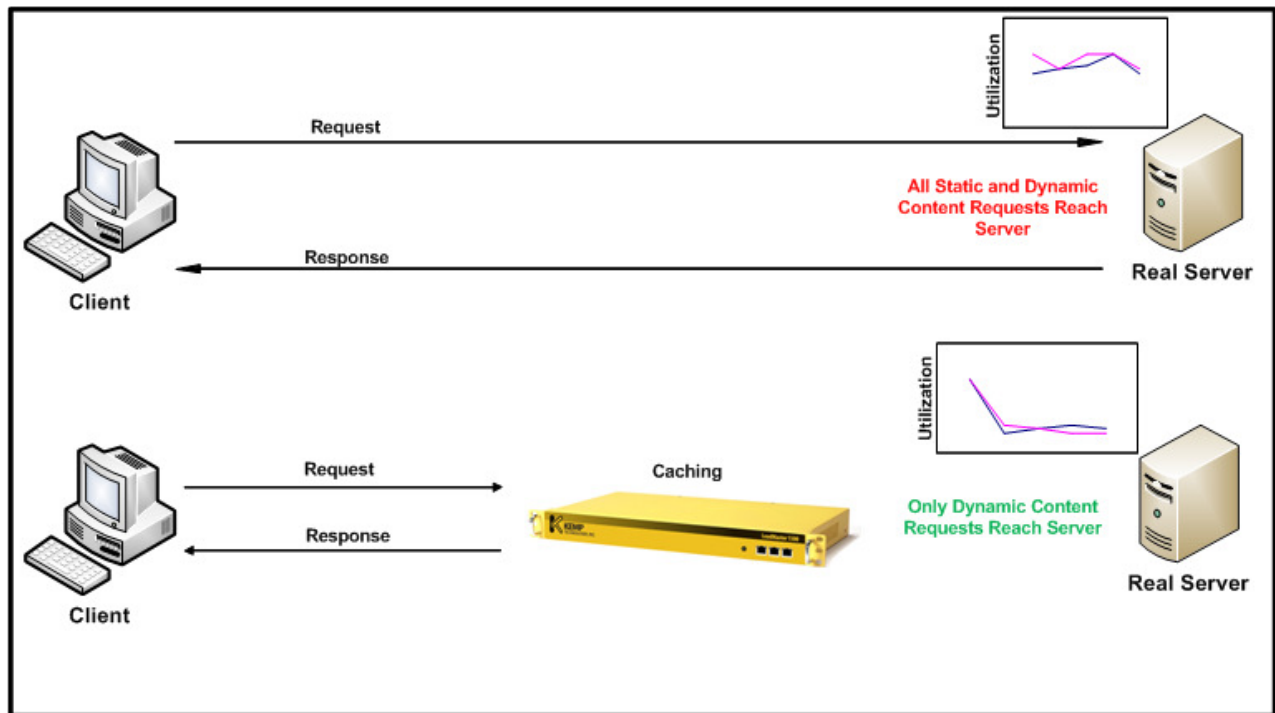 Utilization
Request
All Static and Dynamic
Content Requests Reach
Server
Response
Client
Real Server
Utilization
Request
Caching
Only Dynamic Content
Requests Reach Server
Response
KEMP
Client
Real Server